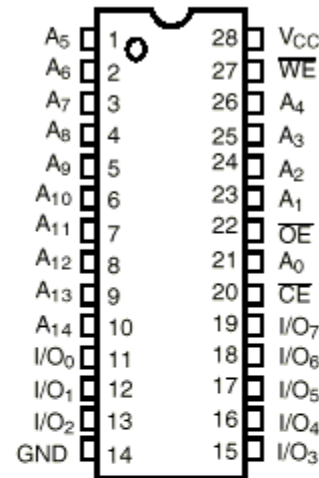 A5 1 28 VCC
A6 2 27 WE
A7 3 26 A4
A8 4 25 A3
A9 5 24 A2
A10 6 23 A1
A11 7 22 OE
A12 8 21 A0
A13 9 20 CE
A14 10 19 I/O7
I/O0 11 18 I/O6
I/O1 12 17 I/O5
I/O2 13 16 I/O4
GND 14 15 I/O3